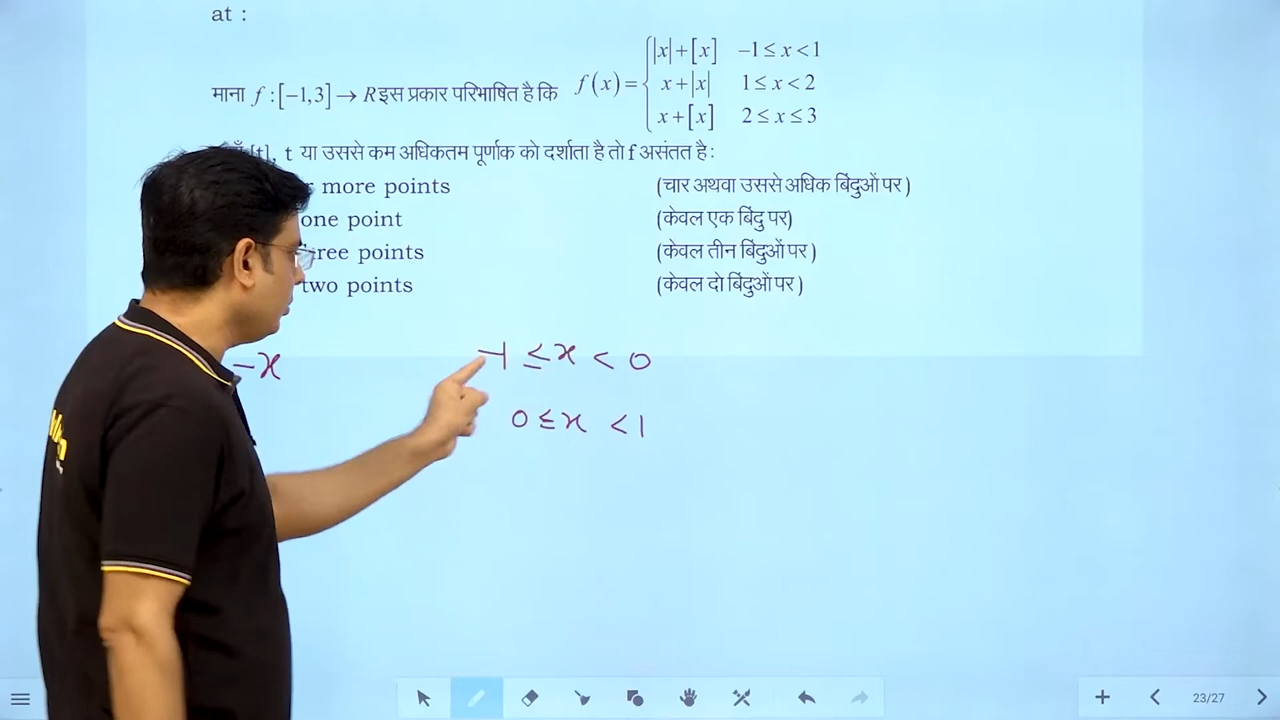 at :
माना f : [−1,3] → R इस प्रकार परिभाषित है कि f(x) = { |x|+[x] −1 ≤ x < 1
x+|x| 1 ≤ x < 2
x+[x] 2 ≤ x ≤ 3
[t], t या उससे कम अधिकतम पूर्णाक को दर्शाता है तो f असंतत है :
more points (चार अथवा उससे अधिक बिंदुओं पर)
one point (केवल एक बिंदु पर)
points (केवल तीन बिंदुओं पर)
two points (केवल दो बिंदुओं पर)
−x −1 ≤ x < 0
0 ≤ x < 1
23/27